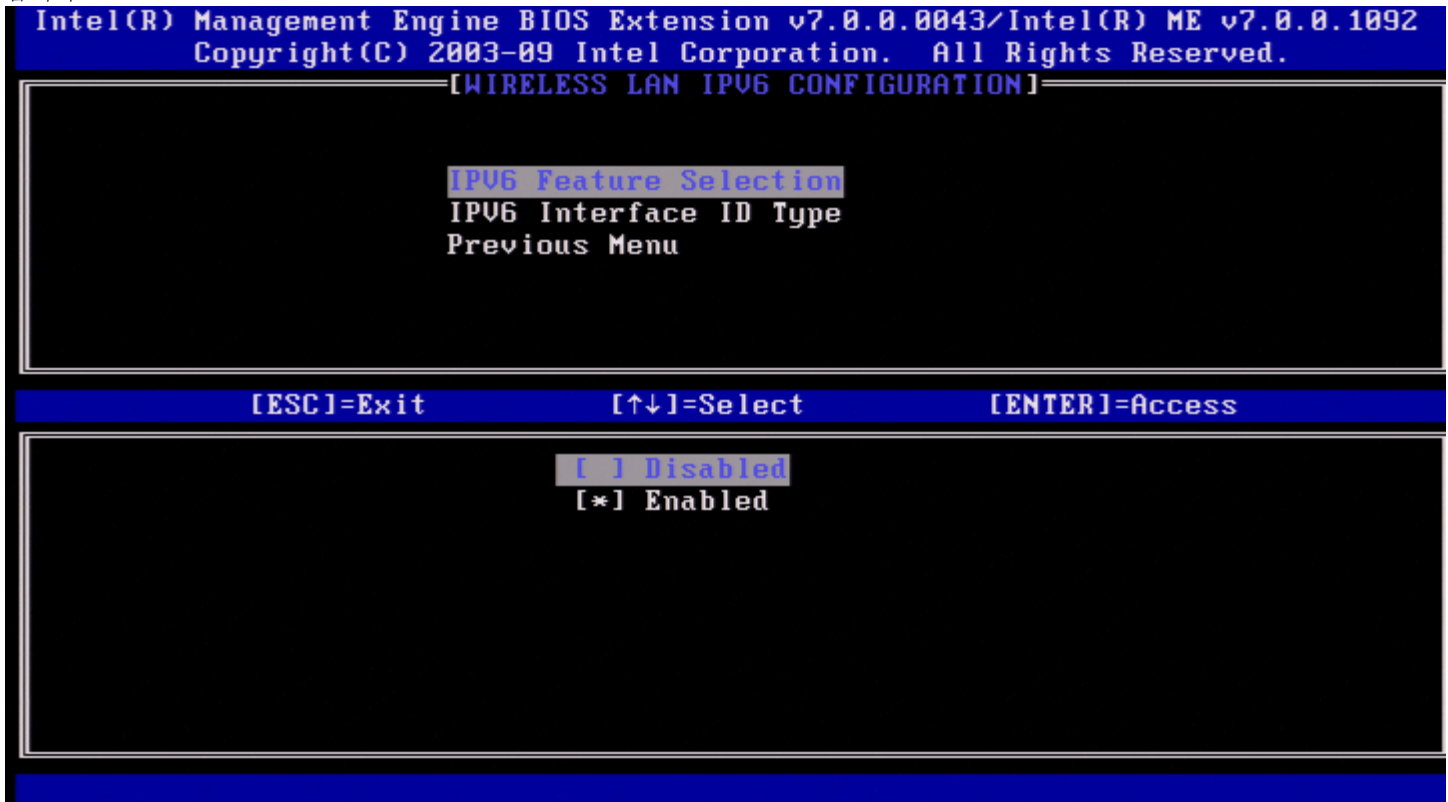 Intel(R) Management Engine BIOS Extension v7.0.0.0043/Intel(R) ME v7.0.0.1092
Copyright(C) 2003-09 Intel Corporation. All Rights Reserved.
[WIRELESS LAN IPV6 CONFIGURATION]
IPV6 Feature Selection
IPV6 Interface ID Type
Previous Menu
[ESC]=Exit [↑↓]=Select [ENTER]=Access
[ ] Disabled
[*] Enabled